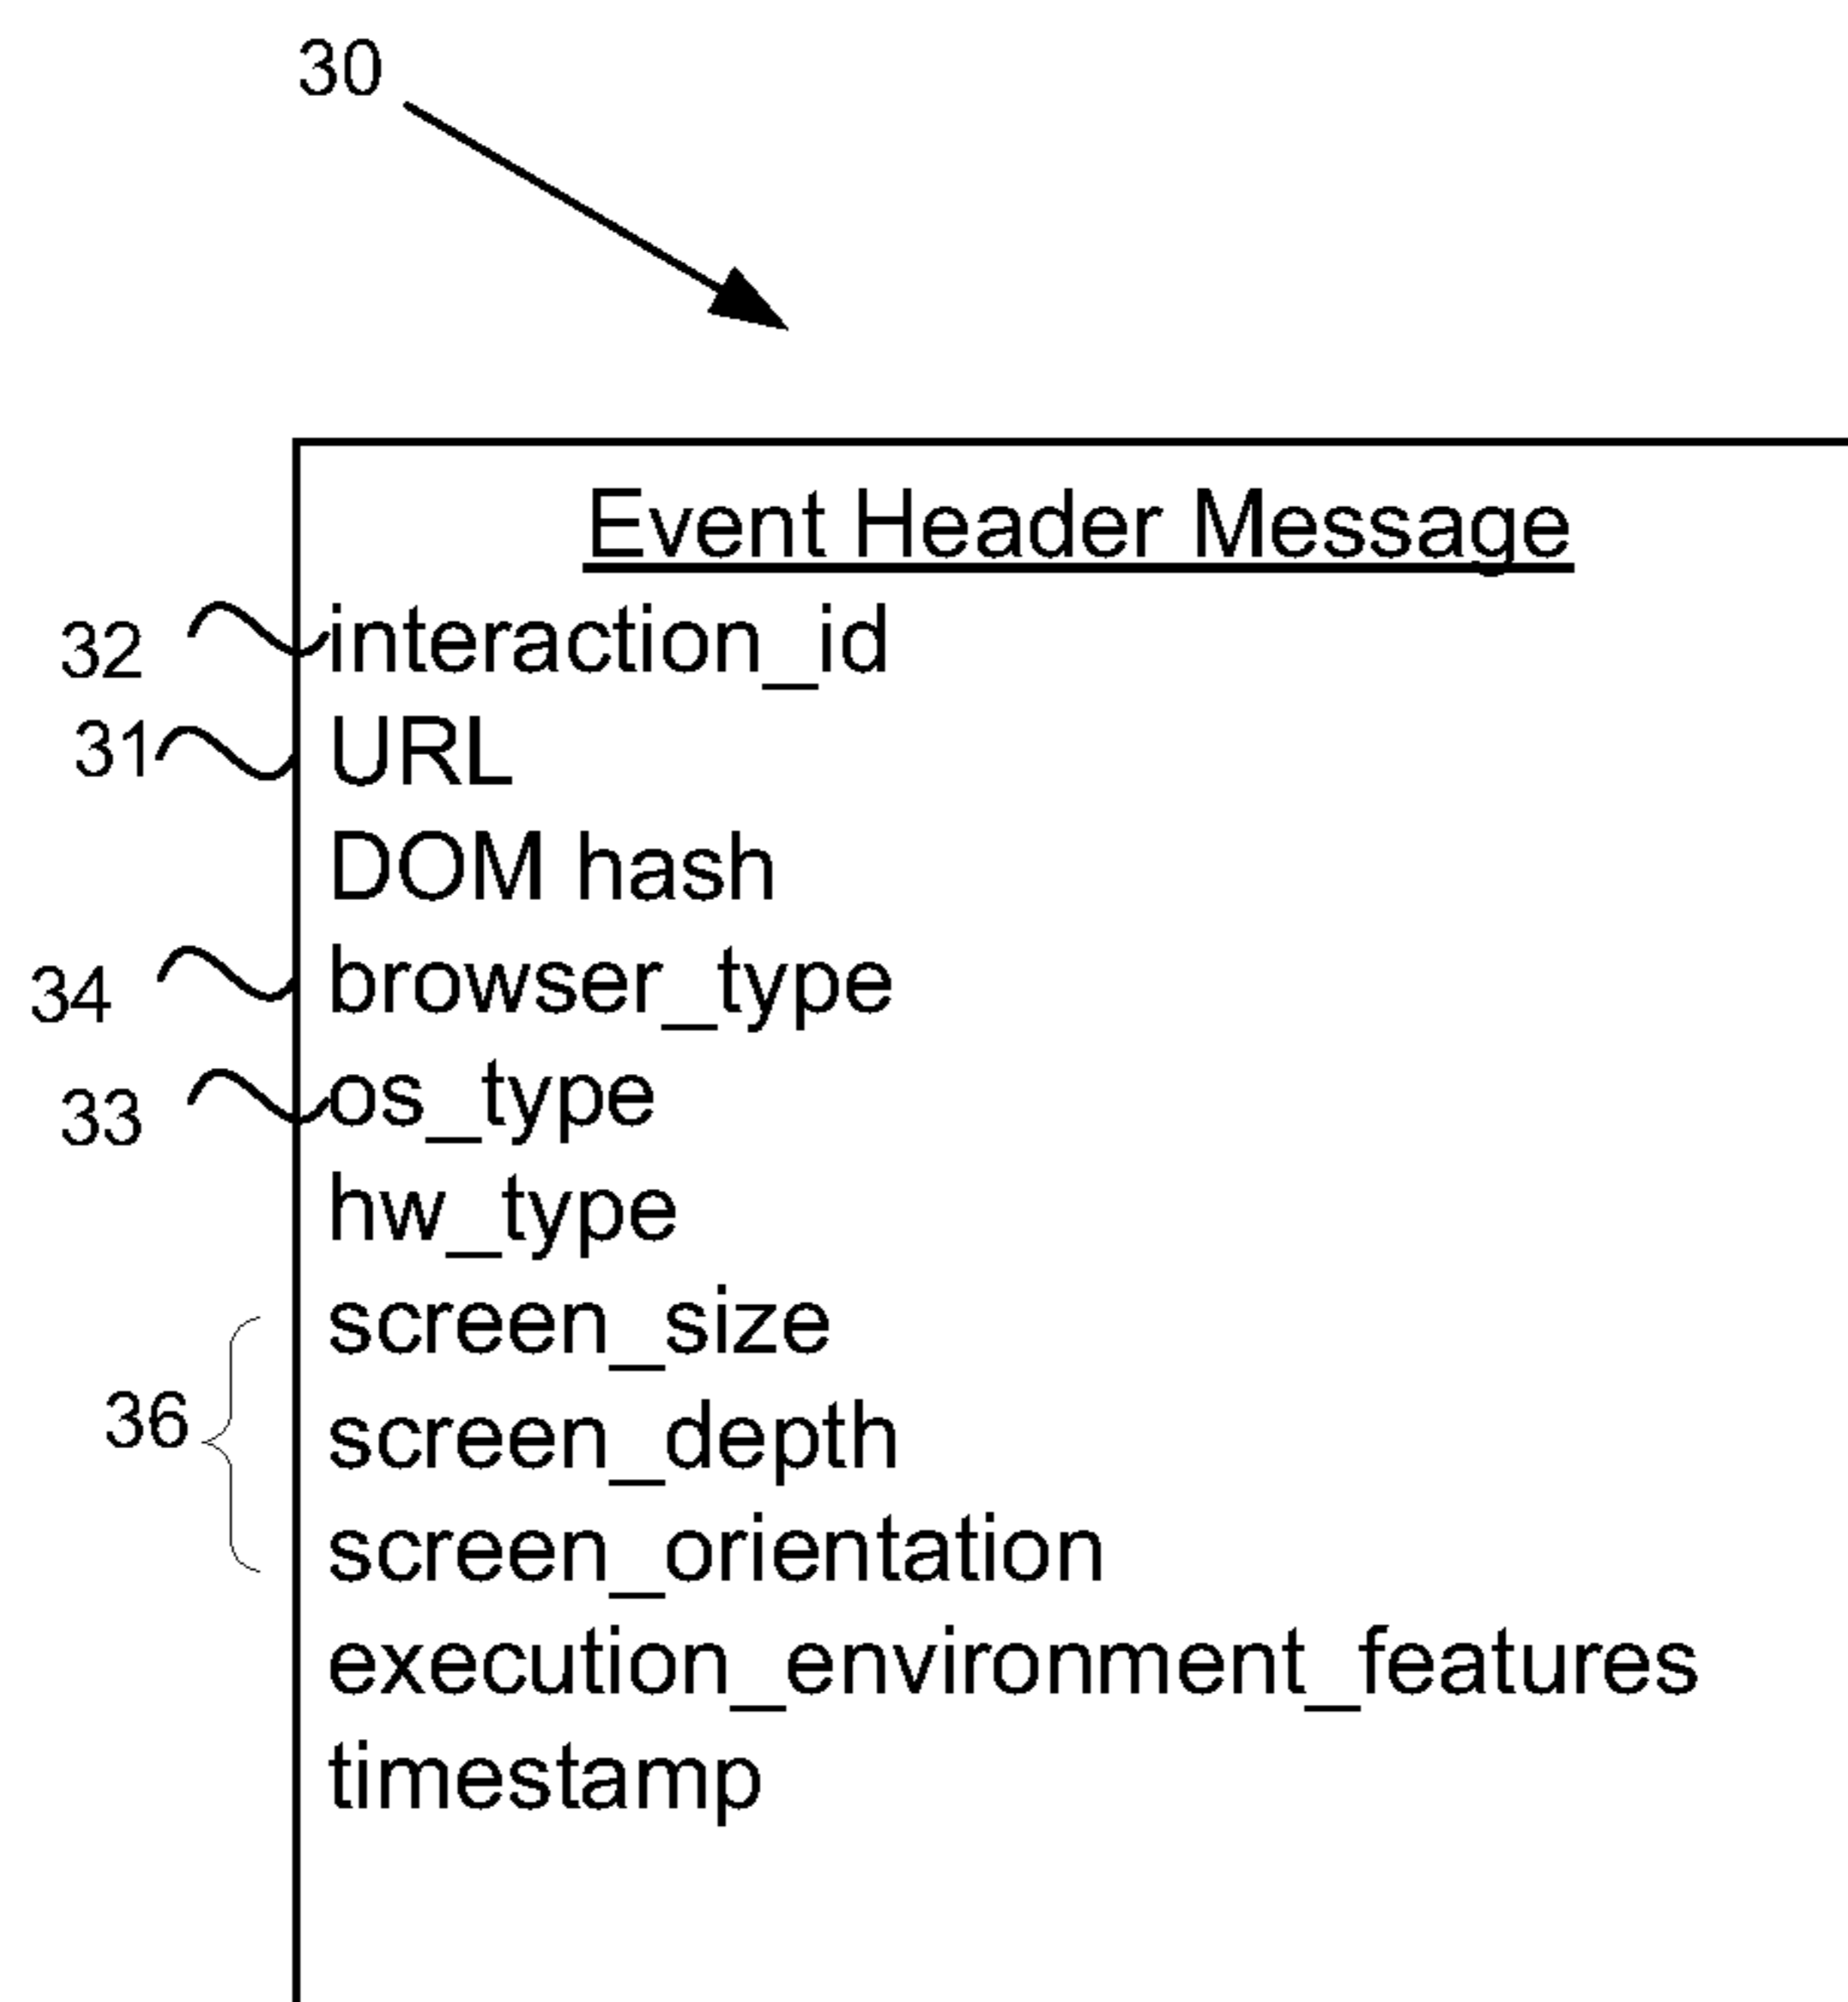 30
Event Header Message
32 interaction_id
31 URL
DOM hash
34 browser_type
33 os_type
hw_type
screen_size
36 screen_depth
screen_orientation
execution_environment_features
timestamp